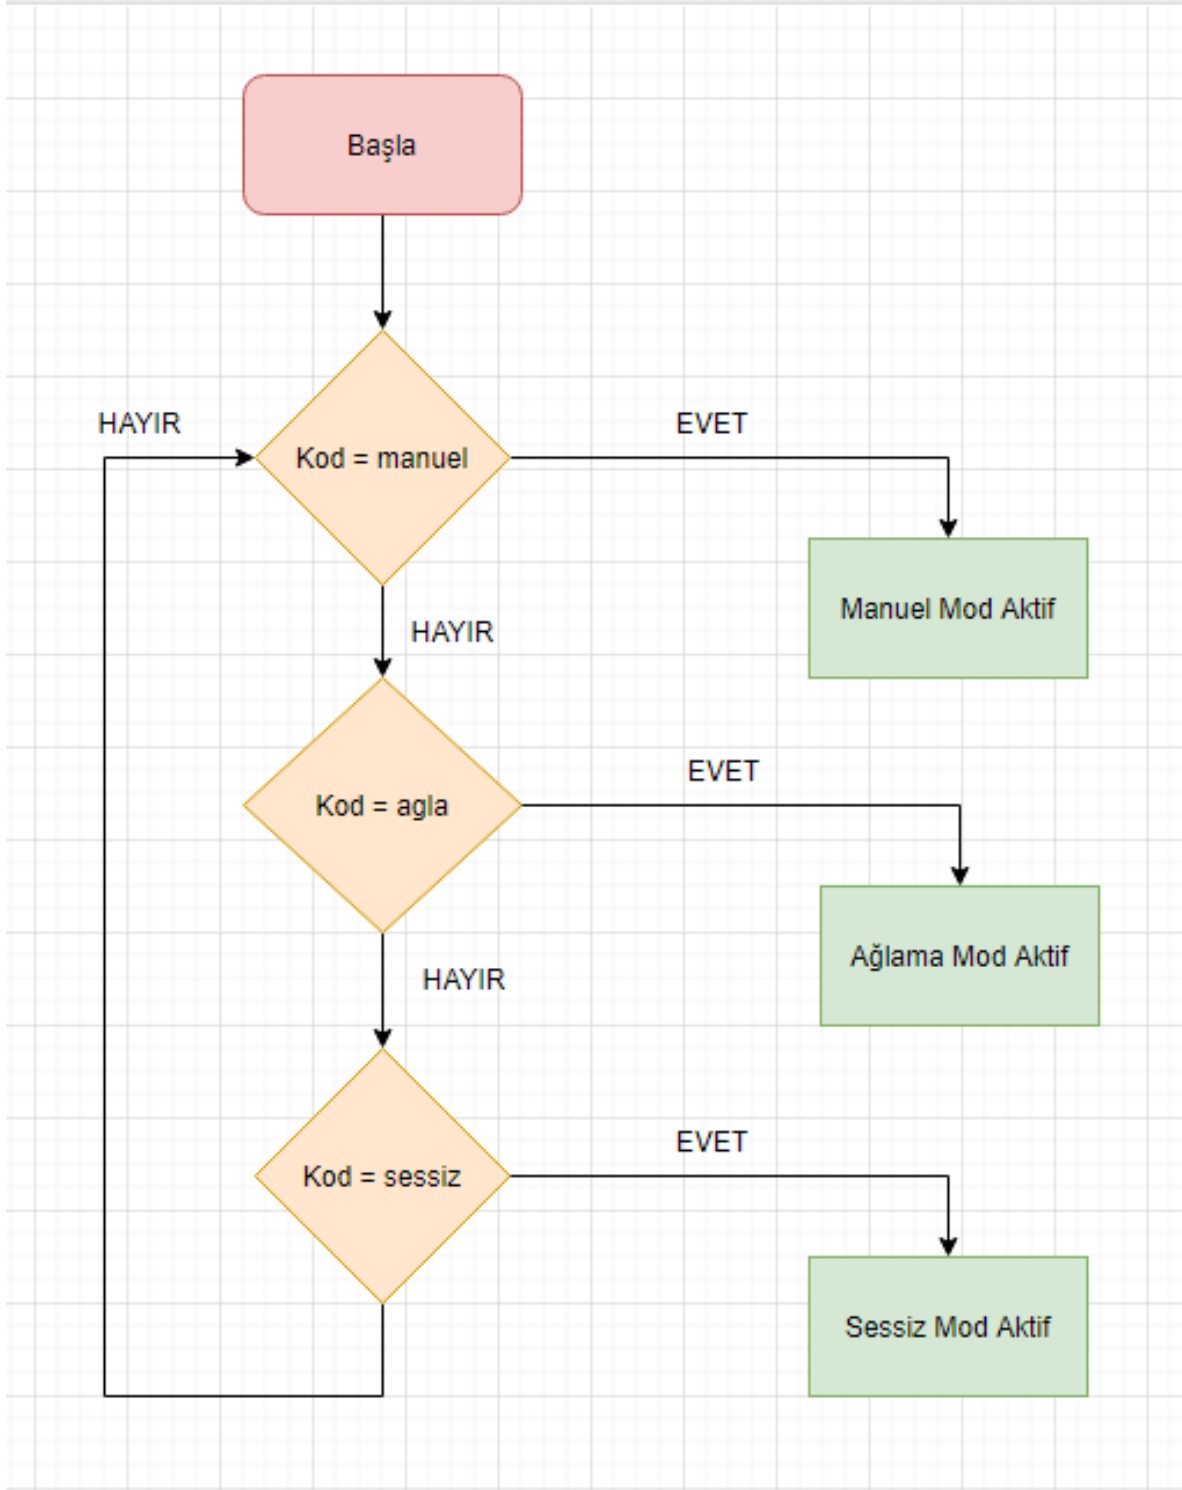 Başla
HAYIR
EVET
Kod = manuel
Manuel Mod Aktif
HAYIR
EVET
Kod = agla
Ağlama Mod Aktif
HAYIR
EVET
Kod = sessiz
Sessiz Mod Aktif